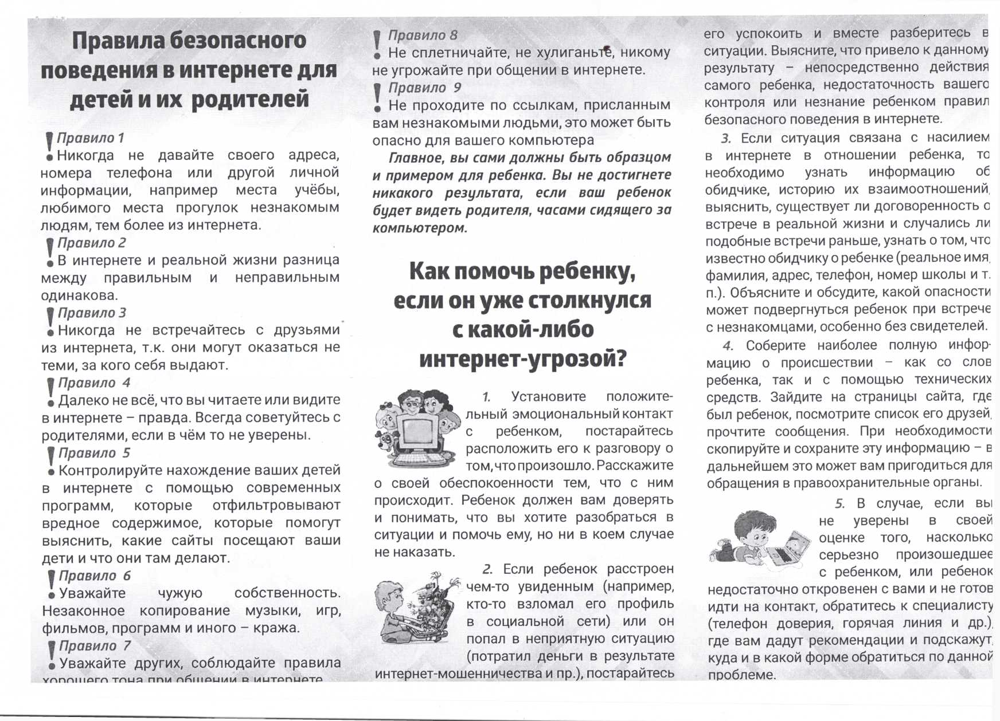 Правила безопасного
поведения в интернете для
детей и их родителей
Правило 1
Никогда не давайте своего адреса,
номера телефона или другой личной
информации, например места учёбы,
любимого места прогулок незнакомым
людям, тем более из интернета.
Правило 2
В интернете и реальной жизни разница
между правильным и неправильным
одинакова.
Правило 3
Никогда не встречайтесь с друзьями
из интернета, т.к. они могут оказаться не
теми, за кого себя выдают.
Правило 4
Далеко не всё, что вы читаете или видите
в интернете – правда. Всегда советуйтесь с
родителями, если в чём то не уверены.
Правило 5
Контролируйте нахождение ваших детей
в интернете с помощью современных
программ, которые отфильтровывают
вредное содержимое, которые помогут
выяснить, какие сайты посещают ваши
дети и что они там делают.
Правило 6
Уважайте чужую собственность.
Незаконное копирование музыки, игр,
фильмов, программ и иного – кража.
Правило 7
Уважайте других, соблюдайте правила
хорошего тона при общении в интернете
Правило 8
Не сплетничайте, не хулиганьте, никому
не угрожайте при общении в интернете.
Правило 9
Не проходите по ссылкам, присланным
вам незнакомыми людьми, это может быть
опасно для вашего компьютера
Главное, вы сами должны быть образцом
и примером для ребенка. Вы не достигнете
никакого результата, если ваш ребенок
будет видеть родителя, часами сидящего за
компьютером.
Как помочь ребенку,
если он уже столкнулся
с какой-либо
интернет-угрозой?
1. Установите положите-
льный эмоциональный контакт
с ребенком, постарайтесь
расположить его к разговору о
том, что произошло. Расскажите
о своей обеспокоенности тем, что с ним
происходит. Ребенок должен вам доверять
и понимать, что вы хотите разобраться в
ситуации и помочь ему, но ни в коем случае
не наказать.
2. Если ребенок расстроен
чем-то увиденным (например,
кто-то взломал его профиль
в социальной сети) или он
попал в неприятную ситуацию
(потратил деньги в результате
интернет-мошенничества и пр.), постарайтесь
его успокоить и вместе разберитесь в
ситуации. Выясните, что привело к данному
результату – непосредственно действия
самого ребенка, недостаточность вашего
контроля или незнание ребенком правил
безопасного поведения в интернете.
3. Если ситуация связана с насилием
в интернете в отношении ребенка, то
необходимо узнать информацию об
обидчике, историю их взаимоотношений,
выяснить, существует ли договоренность о
встрече в реальной жизни и случались ли
подобные встречи раньше, узнать о том, что
известно обидчику о ребенке (реальное имя,
фамилия, адрес, телефон, номер школы и т.
п.). Объясните и обсудите, какой опасности
может подвергнуться ребенок при встрече
с незнакомцами, особенно без свидетелей.
4. Соберите наиболее полную инфор-
мацию о происшествии – как со слов
ребенка, так и с помощью технических
средств. Зайдите на страницы сайта, где
был ребенок, посмотрите список его друзей,
прочтите сообщения. При необходимости
скопируйте и сохраните эту информацию – в
дальнейшем это может вам пригодиться для
обращения в правоохранительные органы.
5. В случае, если вы
не уверены в своей
оценке того, насколько
серьезно произошедшее
с ребенком, или ребенок
недостаточно откровенен с вами и не готов
идти на контакт, обратитесь к специалисту
(телефон доверия, горячая линия и др.),
где вам дадут рекомендации и подскажут,
куда и в какой форме обратиться по данной
проблеме.